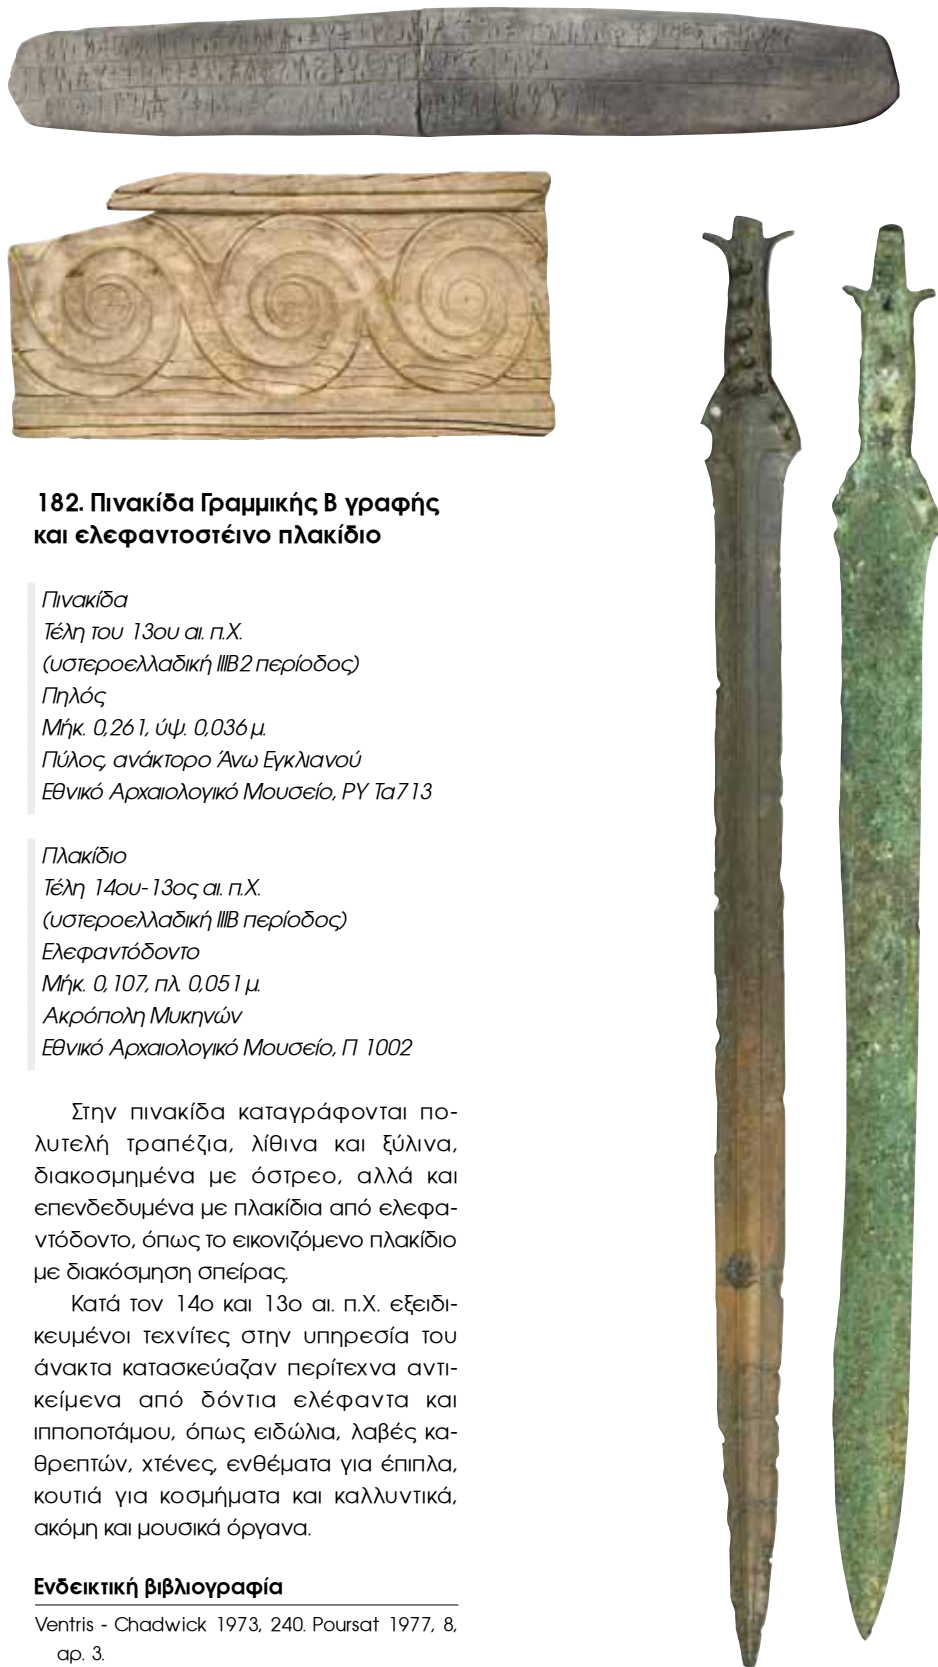 182. Πινακίδα Γραμμικής Β γραφής
και ελεφαντοστέινο πλακίδιο
Πινακίδα
Τέλη του 13ου αι. π.Χ.
(υστεροελλαδική ΙΙΙΒ2 περίοδος)
Πηλός
Μήκ. 0,261, ύψ. 0,036 μ.
Πύλος, ανάκτορο Άνω Εγκλιανού
Εθνικό Αρχαιολογικό Μουσείο, PY Ta713
Πλακίδιο
Τέλη 14ου-13ος αι. π.Χ.
(υστεροελλαδική ΙΙΙΒ περίοδος)
Ελεφαντόδοντο
Μήκ. 0,107, πλ. 0,051 μ.
Ακρόπολη Μυκηνών
Εθνικό Αρχαιολογικό Μουσείο, Π 1002
Στην πινακίδα καταγράφονται πο-
λυτελή τραπέζια, λίθινα και ξύλινα,
διακοσμημένα με όστρεο, αλλά και
επενδεδυμένα με πλακίδια από ελεφα-
ντόδοντο, όπως το εικονιζόμενο πλακίδιο
με διακόσμηση σπείρας.
Κατά τον 14ο και 13ο αι. π.Χ. εξειδι-
κευμένοι τεχνίτες στην υπηρεσία του
άνακτα κατασκεύαζαν περίτεχνα αντι-
κείμενα από δόντια ελέφαντα και
ιπποποτάμου, όπως ειδώλια, λαβές κα-
θρεπτών, χτένες, ενθέματα για έπιπλα,
κουτιά για κοσμήματα και καλλυντικά,
ακόμη και μουσικά όργανα.
Ενδεικτική βιβλιογραφία
Ventris - Chadwick 1973, 240. Poursat 1977, 8,
αρ. 3.